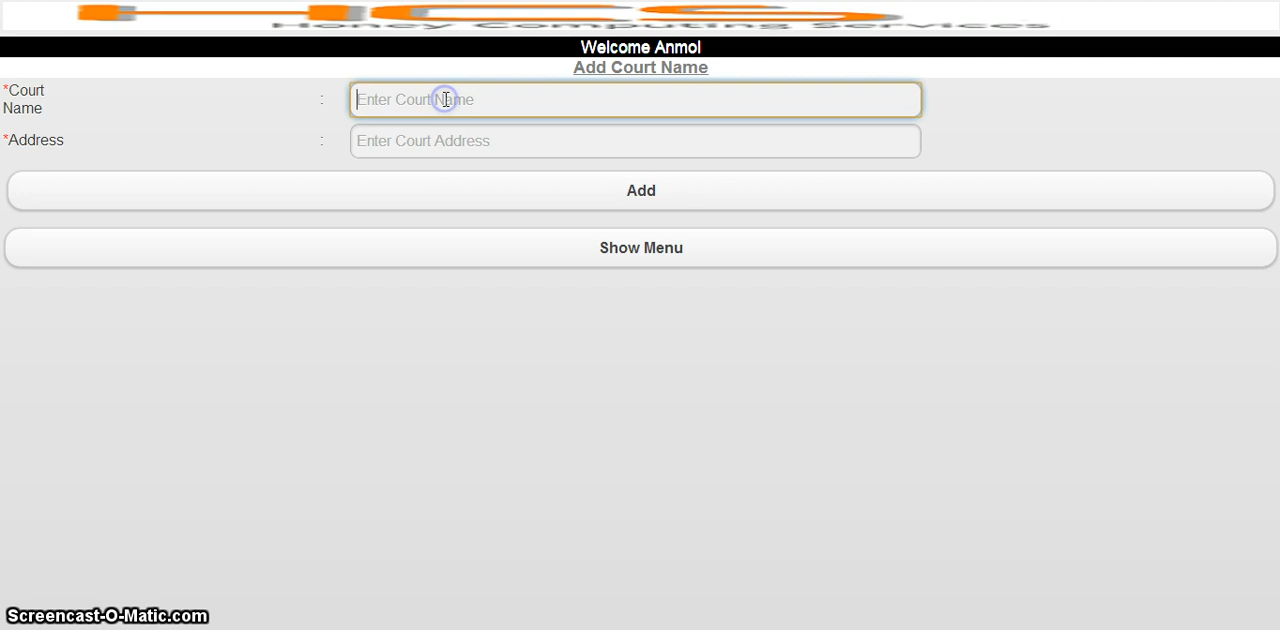 HCS
Honey Computing Services
Welcome Anmol
Add Court Name
*Court
Name
:
Enter Court Name
*Address
:
Enter Court Address
Add
Show Menu
Screencast-O-Matic.com